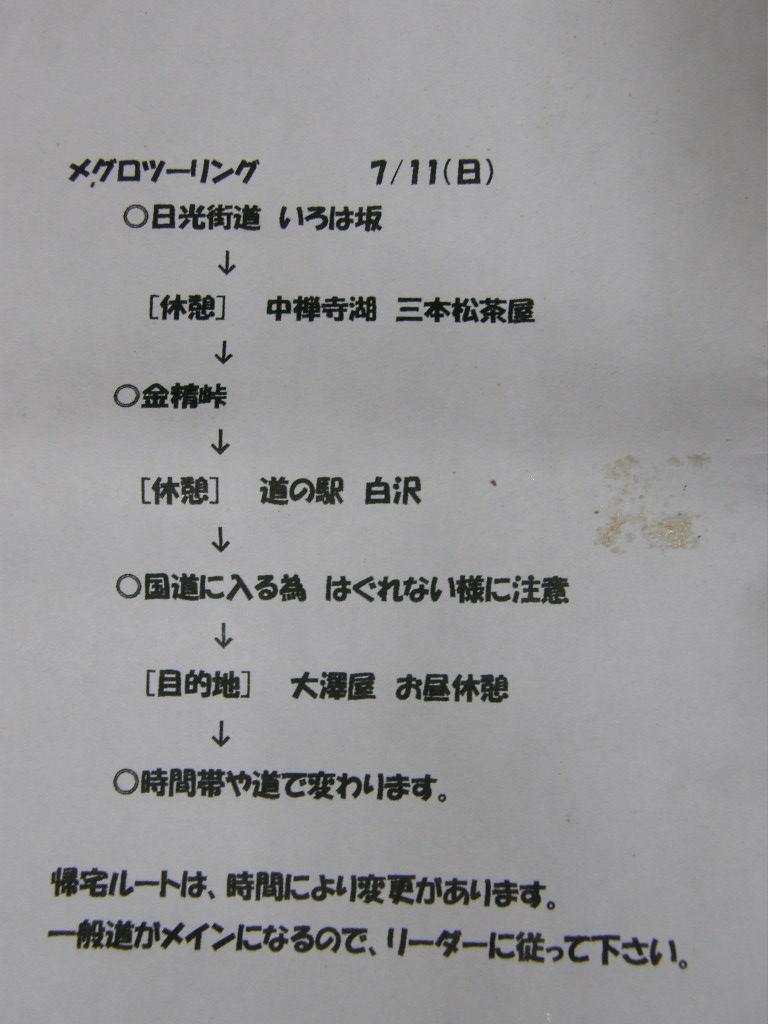 メグロツーリング 7/11(日)
○日光街道 いろは坂
↓
[休憩] 中禅寺湖 三本松茶屋
↓
○金精峠
↓
[休憩] 道の駅 白沢
↓
○国道に入る為 はぐれない様に注意
↓
[目的地] 大澤屋 お昼休憩
↓
○時間帯や道で変わります。
帰宅ルートは、時間により変更があります。
一般道がメインになるので、リーダーに従って下さい。